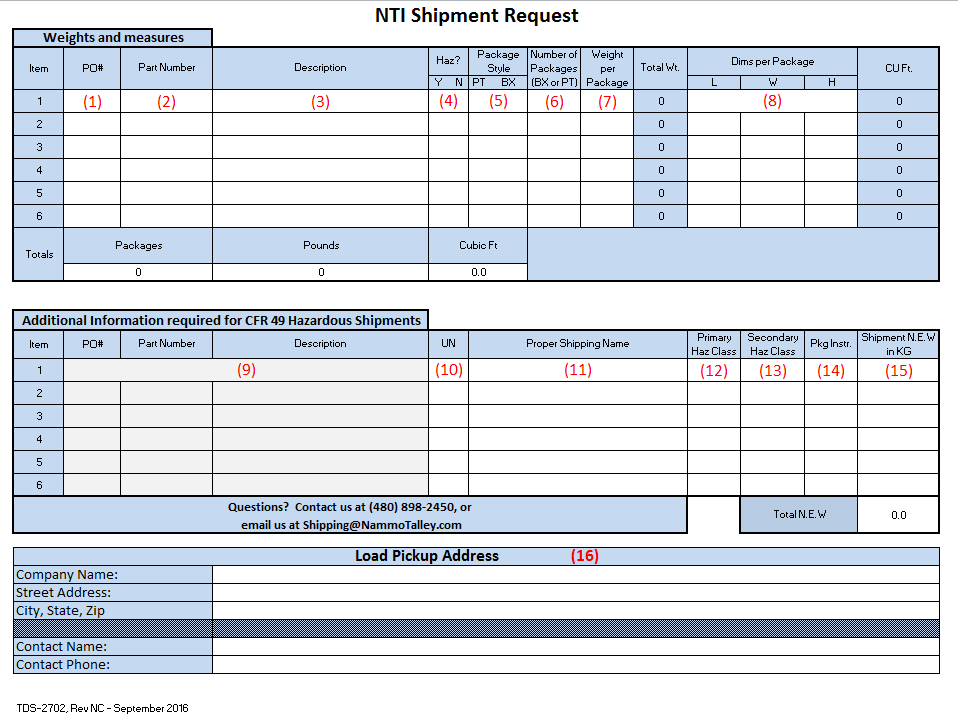 NTI Shipment Request
Weights and measures
Item PO# Part Number Description Haz? Y N Package Style PT BX Number of Packages (BX or PT) Weight per Package Total Wt. Dims per Package L W H CU Ft.
1 (1) (2) (3) (4) (5) (6) (7) 0 (8) 0
2 0 0
3 0 0
4 0 0
5 0 0
6 0 0
Totals Packages Pounds Cubic Ft
0 0 0.0
Additional Information required for CFR 49 Hazardous Shipments
Item PO# Part Number Description UN Proper Shipping Name Primary Haz Class Secondary Haz Class Pkg Instr. Shipment N.E.W in KG
1 (9) (10) (11) (12) (13) (14) (15)
2
3
4
5
6
Questions? Contact us at (480) 898-2450, or
email us at Shipping@NammoTalley.com
Total N.E.W 0.0
Load Pickup Address (16)
Company Name:
Street Address:
City, State, Zip
Contact Name:
Contact Phone:
TDS-2702, Rev NC - September 2016